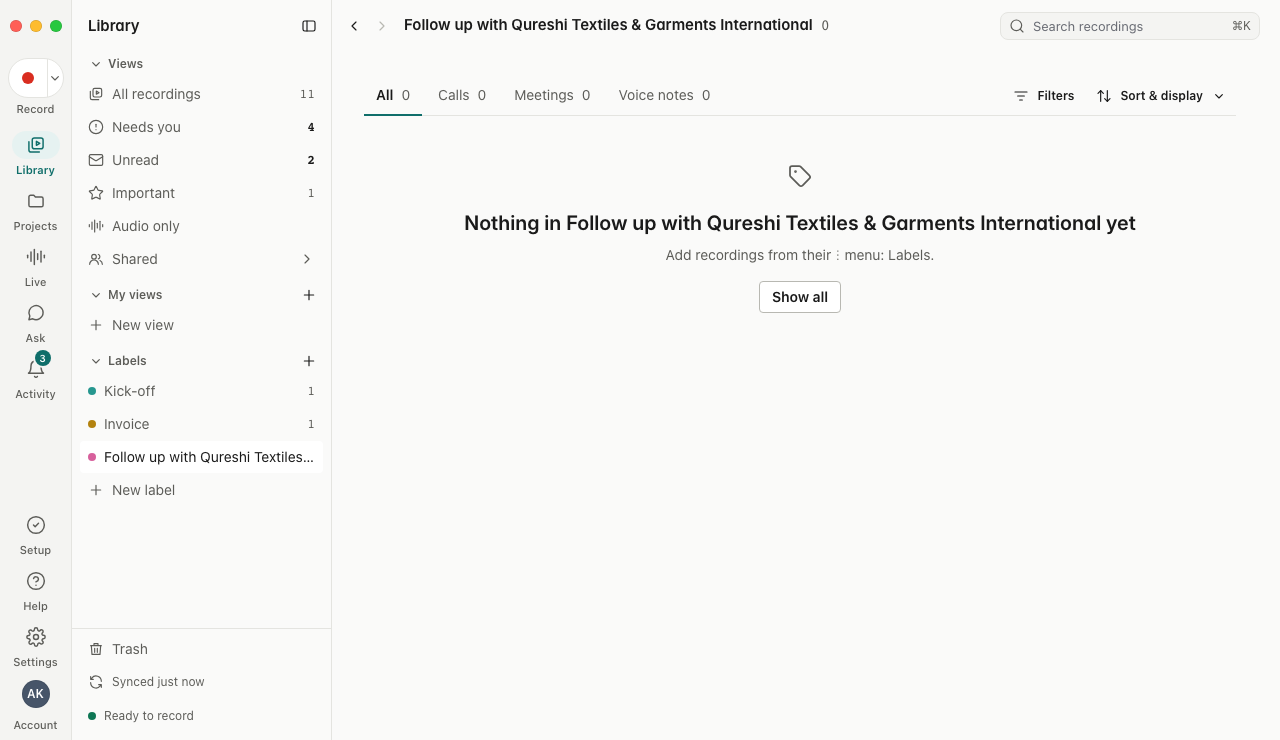 Record
Library
Projects
Live
Ask
3
Activity
Setup
Help
Settings
AK
Account
Library
Views
All recordings 11
Needs you 4
Unread 2
Important 1
Audio only
Shared
My views
New view
Labels
Kick-off 1
Invoice 1
Follow up with Qureshi Textiles...
New label
Trash
Synced just now
Ready to record
Follow up with Qureshi Textiles & Garments International 0
Search recordings ⌘K
All 0 Calls 0 Meetings 0 Voice notes 0
Filters Sort & display
Nothing in Follow up with Qureshi Textiles & Garments International yet
Add recordings from their ⋮ menu: Labels.
Show all